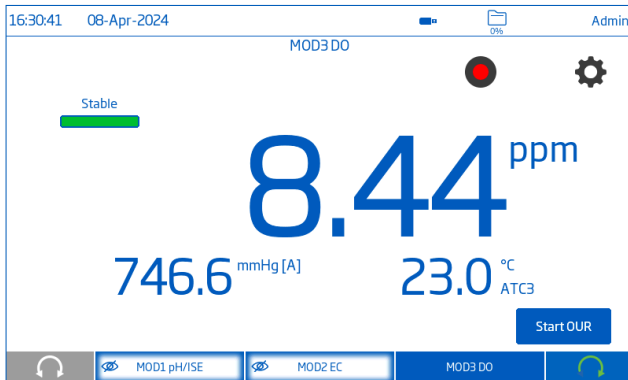 16:30:41 08-Apr-2024 0% Admin
MOD3 DO
Stable
8.44 ppm
746.6 mmHg [A] 23.0 °C
ATC3
Start OUR
MOD1 pH/ISE MOD2 EC MOD3 DO